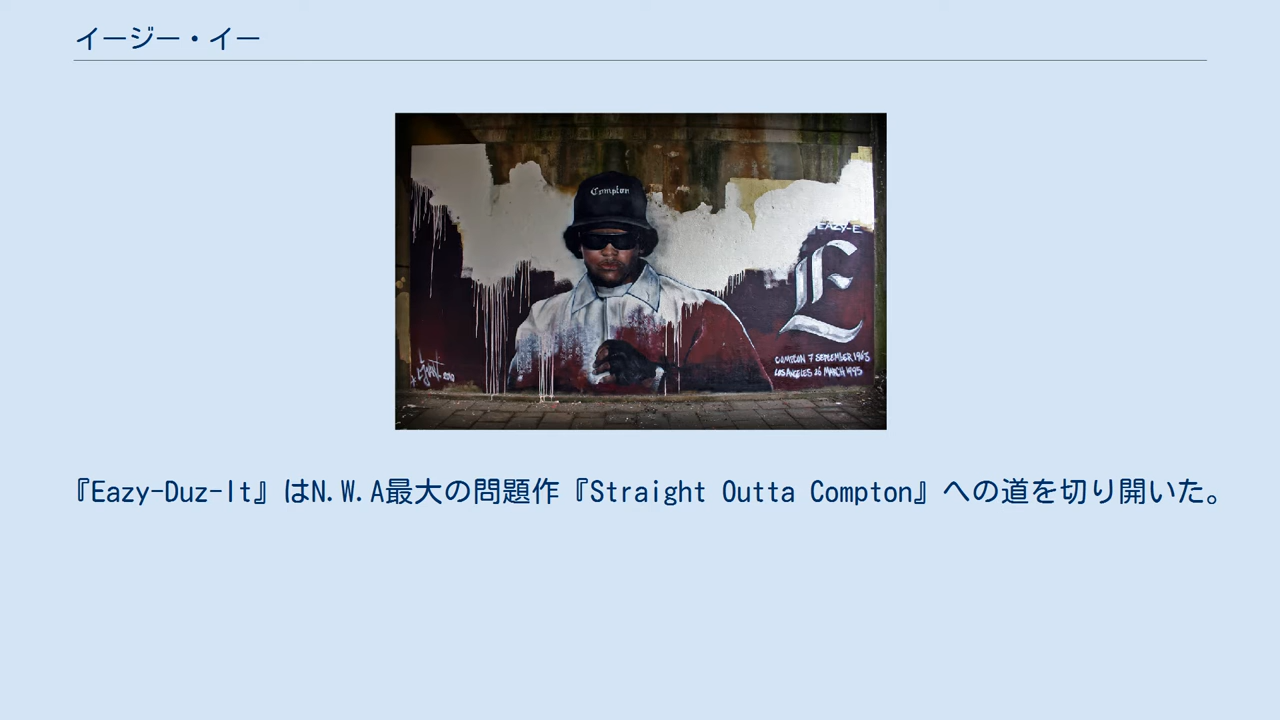 イージー・イー
Compton
EAZY-E
E
COMPTON 7 SEPTEMBER 1963
LOS ANGELES 26 MARCH 1995
『Eazy-Duz-It』はN.W.A最大の問題作『Straight Outta Compton』への道を切り開いた。